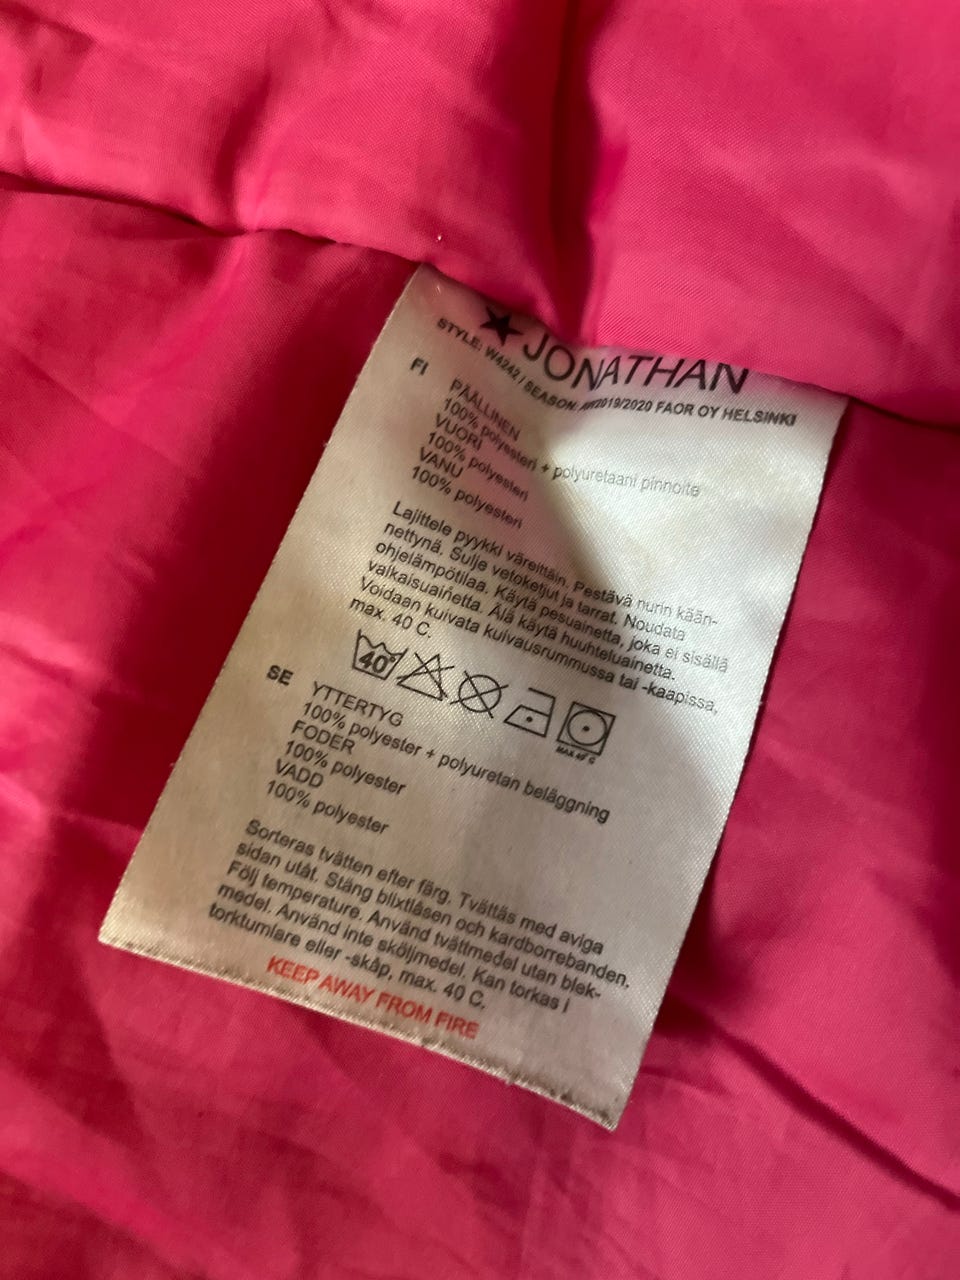 JONATHAN
STYLE: W4242 / SEASON: AW2019/2020 FAOR OY HELSINKI
FI
PÄÄLLINEN
100% polyesteri + polyuretaani pinnoite
VUORI
100% polyesteri
VANU
100% polyesteri
Lajittele pyykki väreittäin. Pestävä nurin kään-
nettynä. Sulje vetoketjut ja tarrat. Noudata
ohjelämpötilaa. Käytä pesuainetta, joka ei sisällä
valkaisuainetta. Älä käytä huuhteluainetta.
Voidaan kuivata kuivausrummussa tai -kaapissa,
max. 40 C.
40°
MAX 40° C
SE
YTTERTYG
100% polyester + polyuretan beläggning
FODER
100% polyester
VADD
100% polyester
Sorteras tvätten efter färg. Tvättäs med aviga
sidan utåt. Stäng blixtlåsen och kardborrebanden.
Följ temperature. Använd tvättmedel utan blek-
medel. Använd inte sköljmedel. Kan torkas i
torktumlare eller -skåp, max. 40 C.
KEEP AWAY FROM FIRE